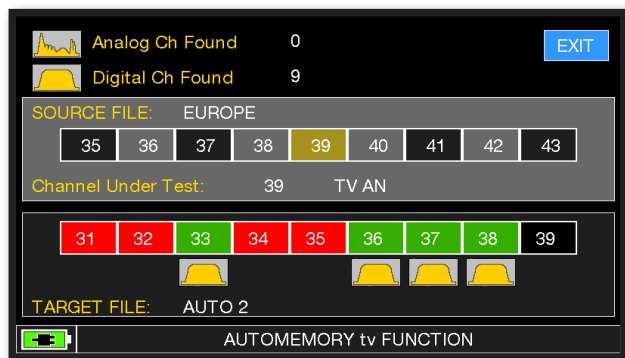 Analog Ch Found 0
EXIT
Digital Ch Found 9
SOURCE FILE: EUROPE
35 36 37 38 39 40 41 42 43
Channel Under Test: 39 TV AN
31 32 33 34 35 36 37 38 39
TARGET FILE: AUTO 2
AUTOMEMORY tv FUNCTION